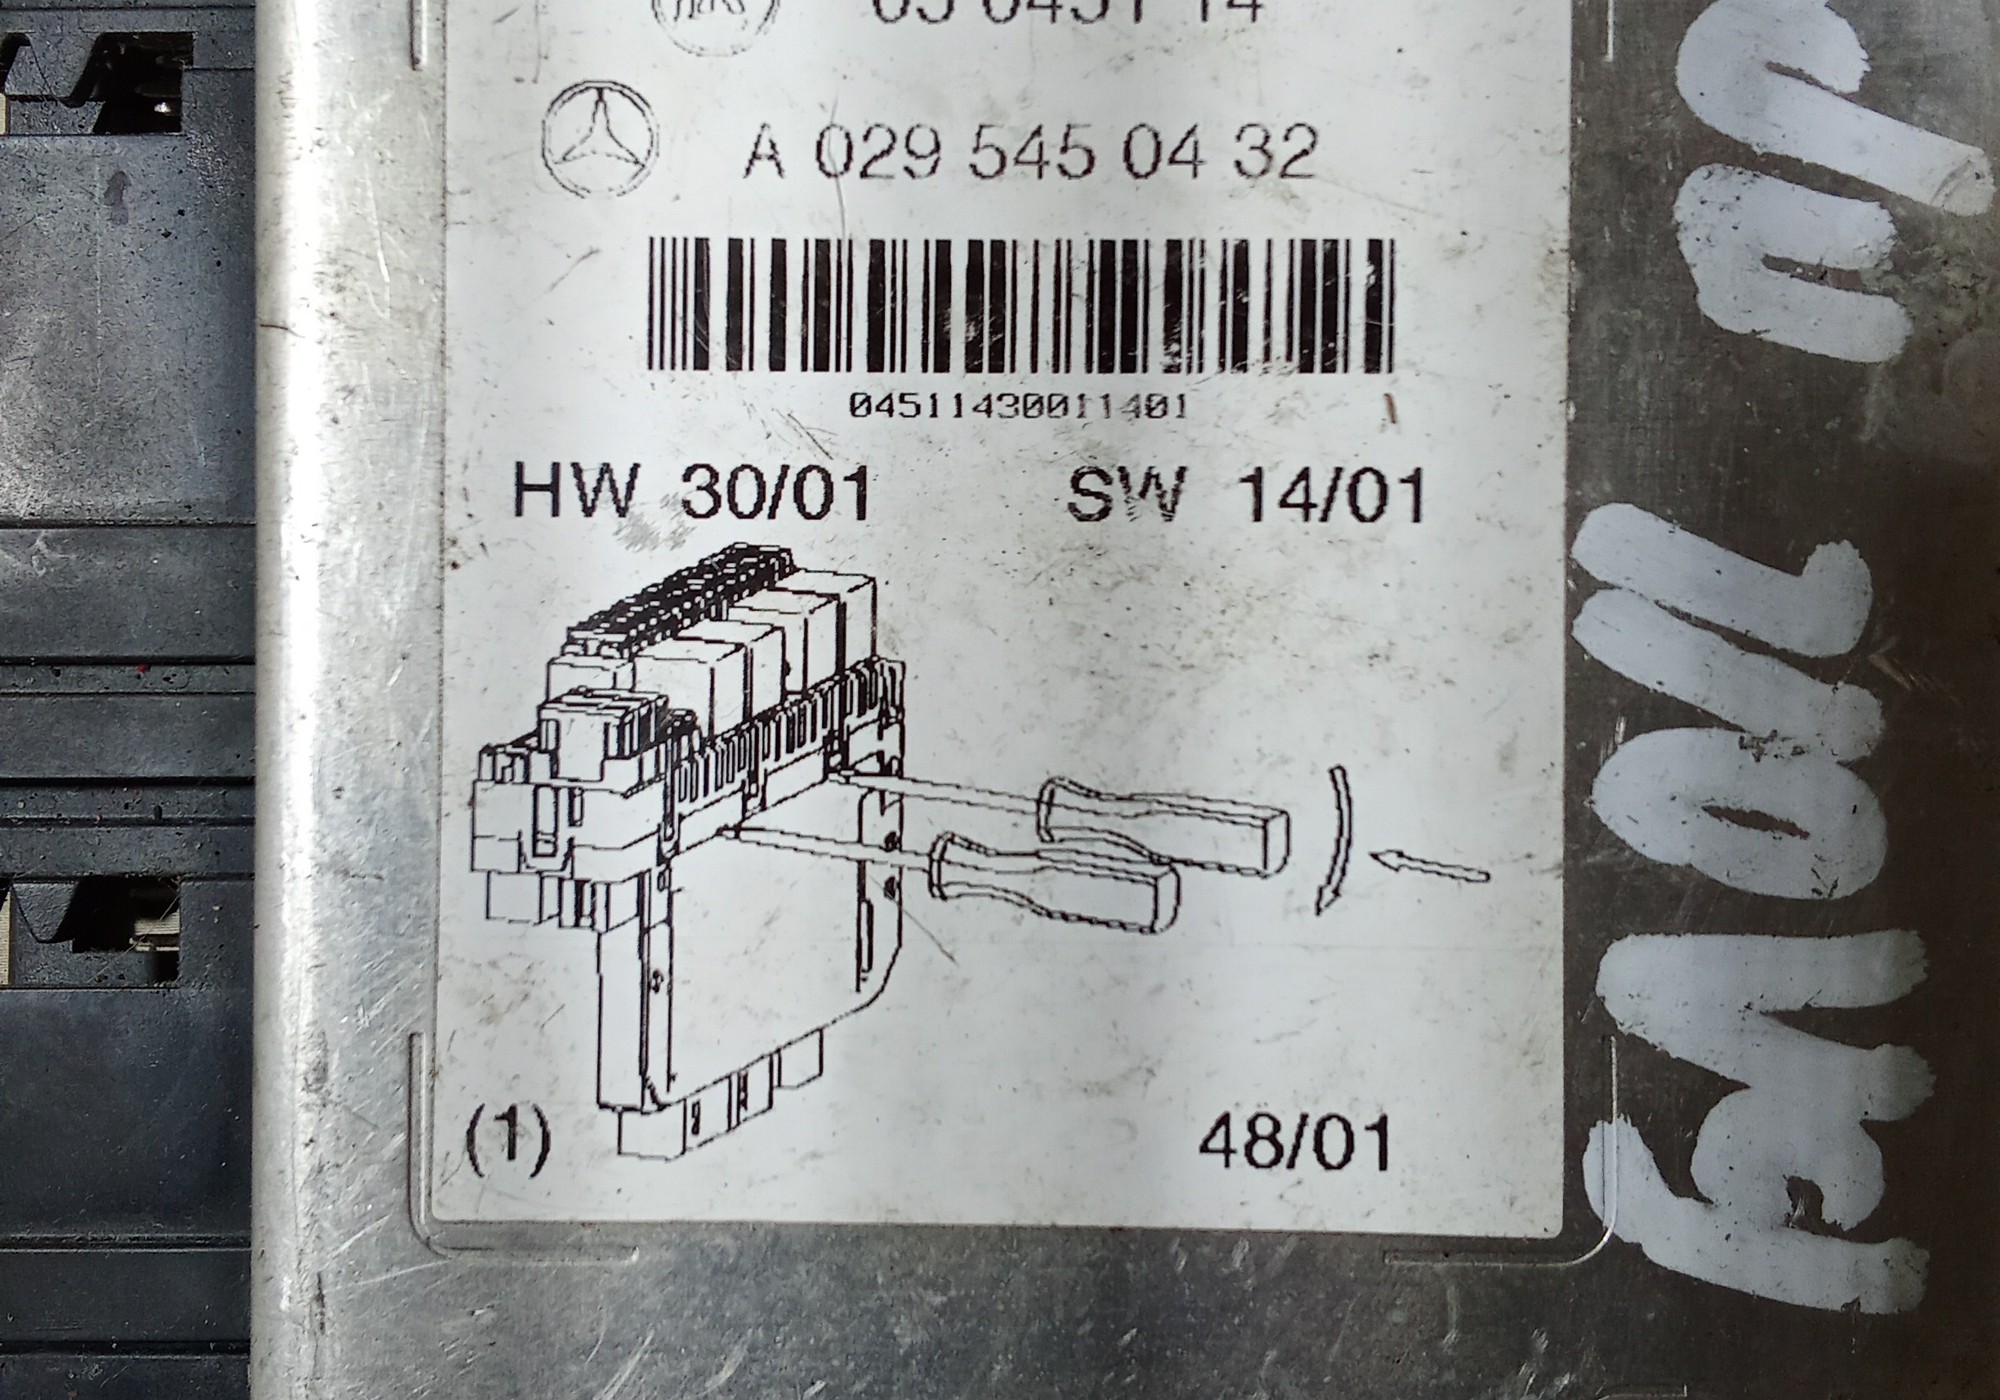 A 029 545 04 32
04511430011401
HW 30/01 SW 14/01
(1) 48/01